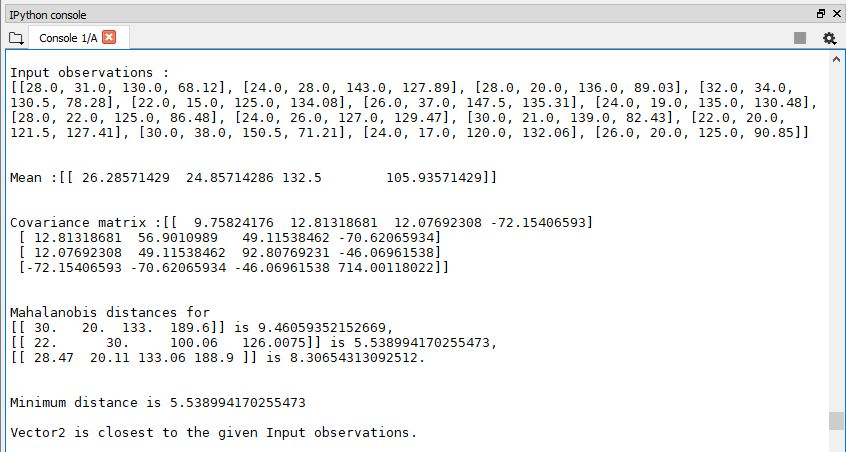 IPython console
Console 1/A
Input observations :
[[28.0, 31.0, 130.0, 68.12], [24.0, 28.0, 143.0, 127.89], [28.0, 20.0, 136.0, 89.03], [32.0, 34.0,
130.5, 78.28], [22.0, 15.0, 125.0, 134.08], [26.0, 37.0, 147.5, 135.31], [24.0, 19.0, 135.0, 130.48],
[28.0, 22.0, 125.0, 86.48], [24.0, 26.0, 127.0, 129.47], [30.0, 21.0, 139.0, 82.43], [22.0, 20.0,
121.5, 127.41], [30.0, 38.0, 150.5, 71.21], [24.0, 17.0, 120.0, 132.06], [26.0, 20.0, 125.0, 90.85]]
Mean :[[ 26.28571429  24.85714286 132.5        105.93571429]]
Covariance matrix :[[  9.75824176  12.81318681  12.07692308 -72.15406593]
[ 12.81318681  56.9010989   49.11538462 -70.62065934]
[ 12.07692308  49.11538462  92.80769231 -46.06961538]
[-72.15406593 -70.62065934 -46.06961538 714.00118022]]
Mahalanobis distances for
[[ 30.   20.  133.  189.6]] is 9.46059352152669,
[[ 22.      30.     100.06   126.0075]] is 5.538994170255473,
[[ 28.47  20.11 133.06 188.9 ]] is 8.30654313092512.
Minimum distance is 5.538994170255473
Vector2 is closest to the given Input observations.